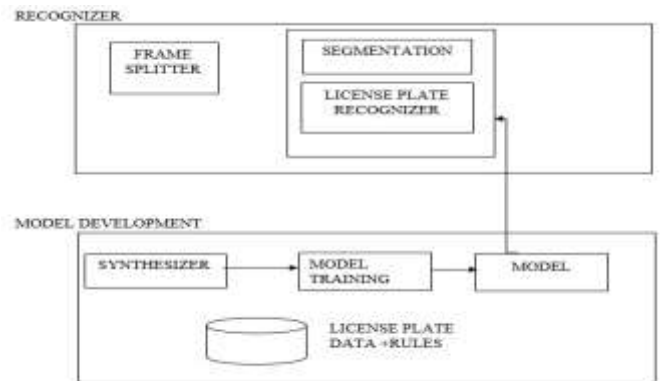 RECOGNIZER
FRAME
SPLITTER
SEGMENTATION
LICENSE PLATE
RECOGNIZER
MODEL DEVELOPMENT
SYNTHESIZER
MODEL
TRAINING
MODEL
LICENSE PLATE
DATA +RULES